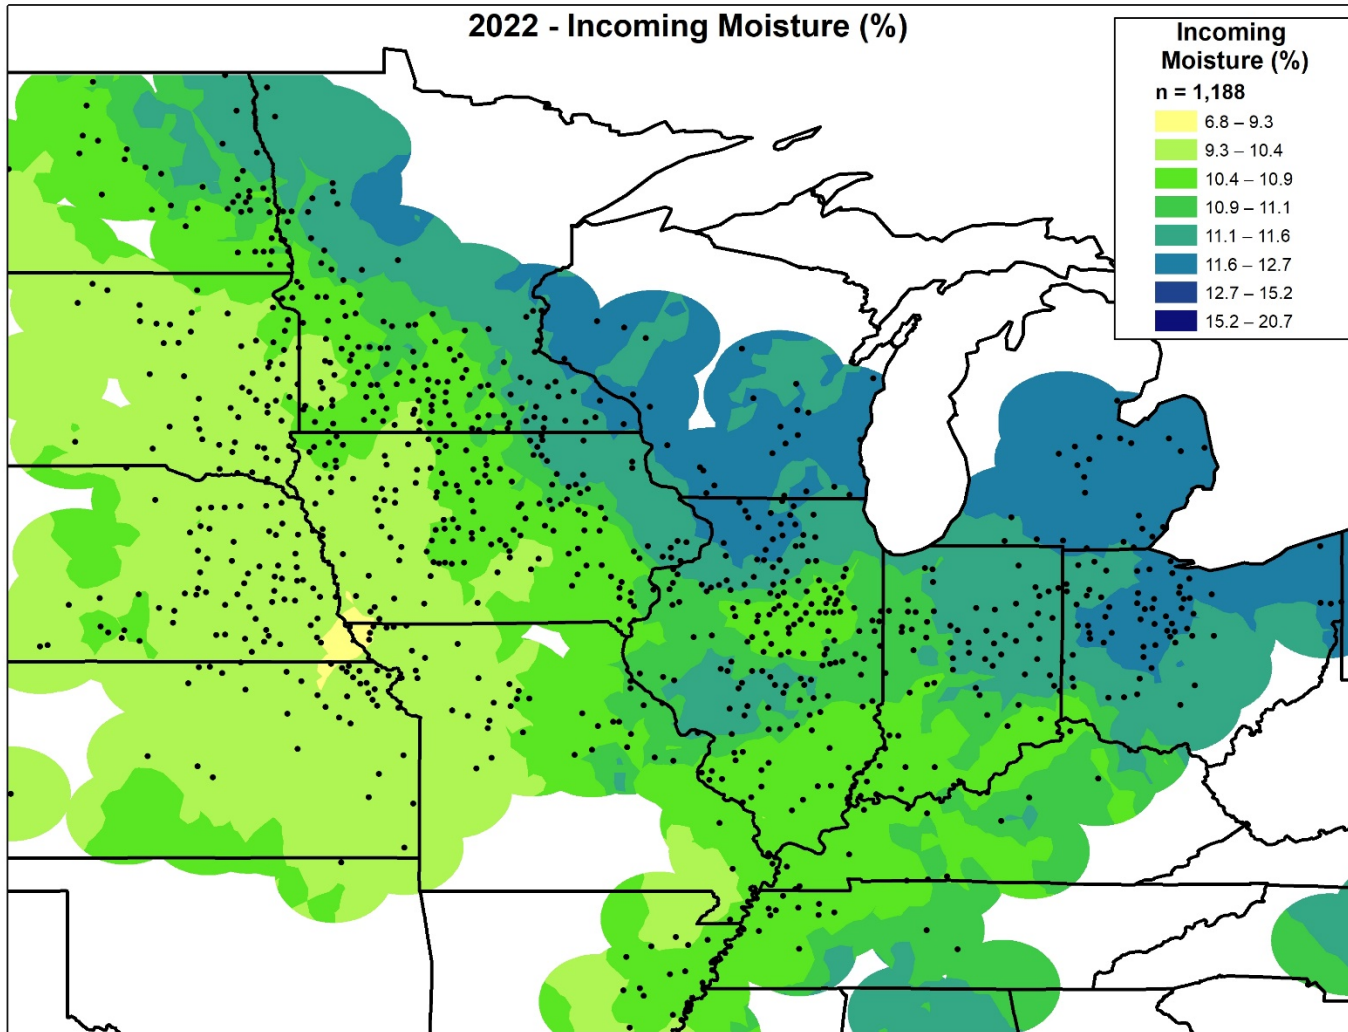 2022 - Incoming Moisture (%)
Incoming
Moisture (%)
n = 1,188
6.8 – 9.3
9.3 – 10.4
10.4 – 10.9
10.9 – 11.1
11.1 – 11.6
11.6 – 12.7
12.7 – 15.2
15.2 – 20.7